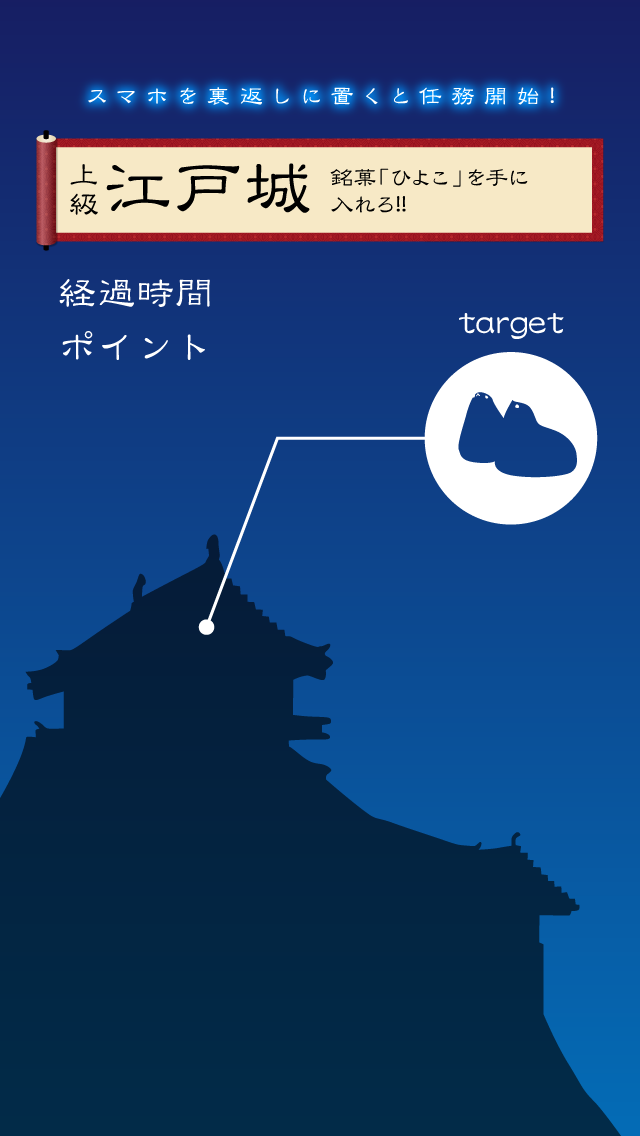 スマホを裏返しに置くと任務開始!
上級 江戸城
銘菓「ひよこ」を手に
入れろ!!
経過時間
ポイント
target